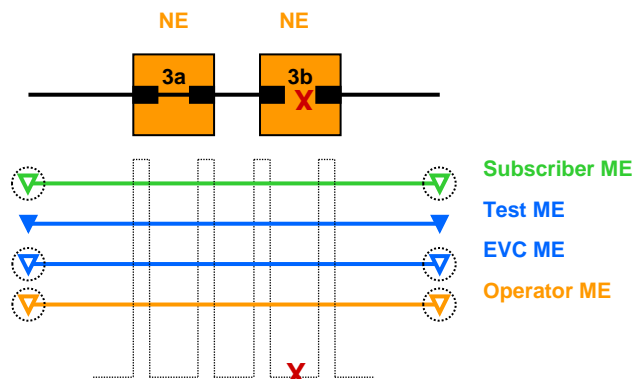 NE NE
3a 3b
X
Subscriber ME
Test ME
EVC ME
Operator ME
X